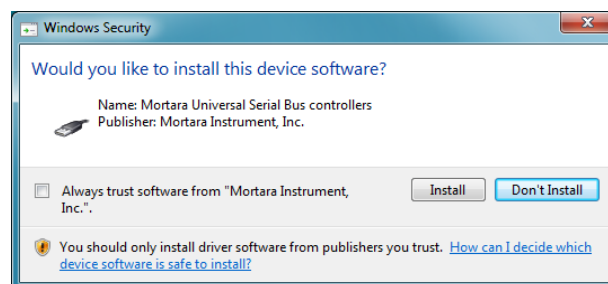 Windows Security
Would you like to install this device software?
Name: Mortara Universal Serial Bus controllers
Publisher: Mortara Instrument, Inc.
Always trust software from "Mortara Instrument,
Inc.".
Install
Don't Install
You should only install driver software from publishers you trust. How can I decide which
device software is safe to install?